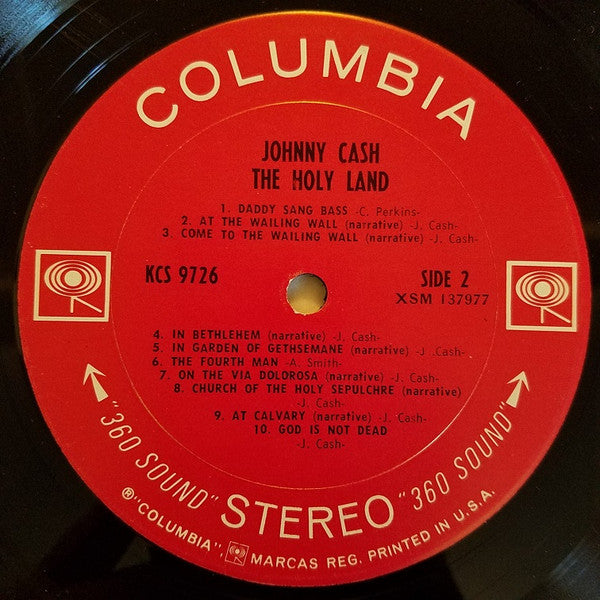 COLUMBIA
JOHNNY CASH
THE HOLY LAND
1. DADDY SANG BASS -C. Perkins-
2. AT THE WAILING WALL (narrative) -J. Cash-
3. COME TO THE WAILING WALL (narrative) -J. Cash-
KCS 9726
SIDE 2
XSM 137977
4. IN BETHLEHEM (narrative) -J. Cash-
5. IN GARDEN OF GETHSEMANE (narrative) -J .Cash-
6. THE FOURTH MAN -A. Smith-
7. ON THE VIA DOLOROSA (narrative) -J. Cash-
8. CHURCH OF THE HOLY SEPULCHRE (narrative)
-J. Cash-
9. AT CALVARY (narrative) -J. Cash-
10. GOD IS NOT DEAD
-J. Cash-
"360 SOUND" STEREO "360 SOUND"
®"COLUMBIA", MARCAS REG. PRINTED IN U.S.A.